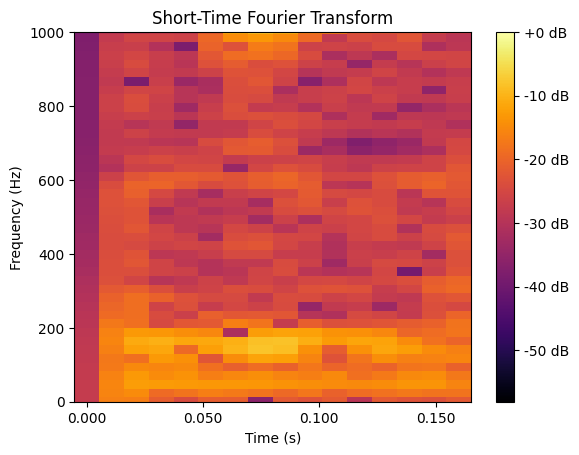 Short-Time Fourier Transform
1000
800
600
400
200
0
Frequency (Hz)
0.000
0.050
0.100
0.150
Time (s)
+0 dB
-10 dB
-20 dB
-30 dB
-40 dB
-50 dB